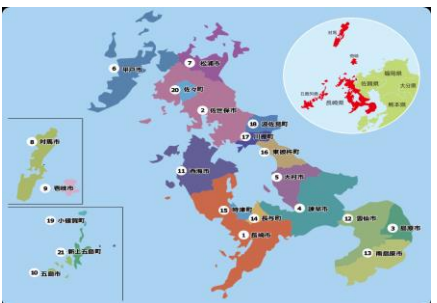 対馬
壱岐
福岡県
佐賀県
大分県
五島列島
長崎県
熊本県
7 松浦市
6 平戸市
20 佐々町
2 佐世保市
18 波佐見町
17 川棚町
16 東彼杵町
8 対馬市
9 壱岐市
11 西海市
5 大村市
15 時津町
14 長与町
4 諫早市
1 長崎市
12 雲仙市
3 島原市
13 南島原市
19 小値賀町
21 新上五島町
10 五島市